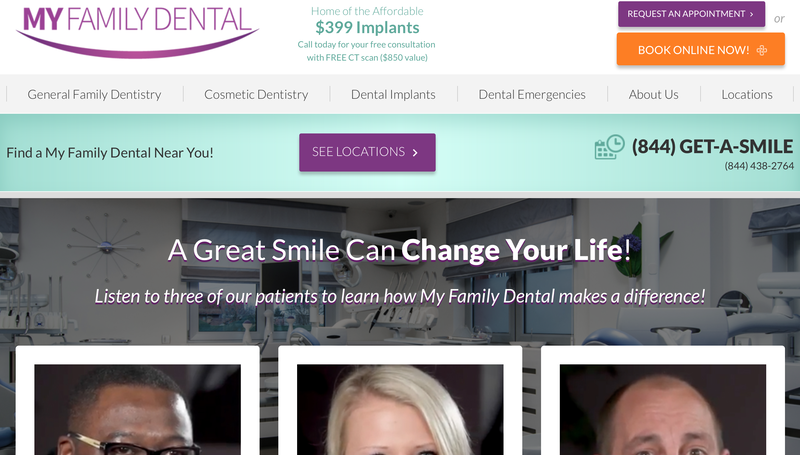 MY FAMILY DENTAL
Home of the Affordable
$399 Implants
Call today for your free consultation
with FREE CT scan ($850 value)
REQUEST AN APPOINTMENT ›
or
BOOK ONLINE NOW!
General Family Dentistry
Cosmetic Dentistry
Dental Implants
Dental Emergencies
About Us
Locations
Find a My Family Dental Near You!
SEE LOCATIONS ›
(844) GET-A-SMILE
(844) 438-2764
A Great Smile Can Change Your Life!
Listen to three of our patients to learn how My Family Dental makes a difference!